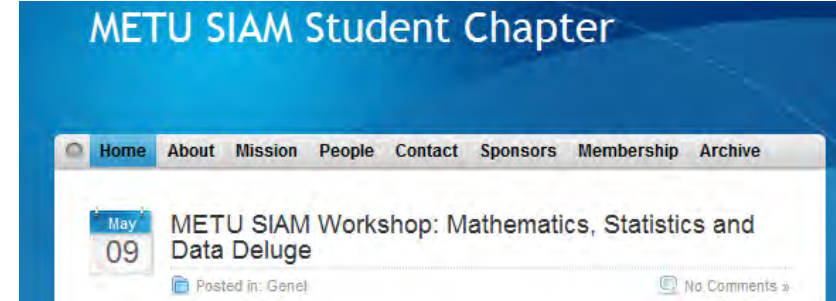 METU SIAM Student Chapter
Home About Mission People Contact Sponsors Membership Archive
May
09
METU SIAM Workshop: Mathematics, Statistics and
Data Deluge
Posted in: Genel
No Comments »